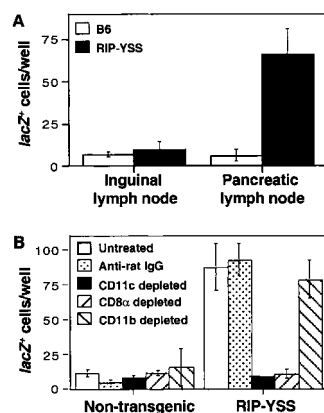 A
B6
RIP-YSS
lacZ+ cells/well
75
50
25
0
Inguinal
lymph node
Pancreatic
lymph node
B
Untreated
Anti-rat IgG
CD11c depleted
CD8α depleted
CD11b depleted
lacZ+ cells/well
100
75
50
25
0
Non-transgenic
RIP-YSS